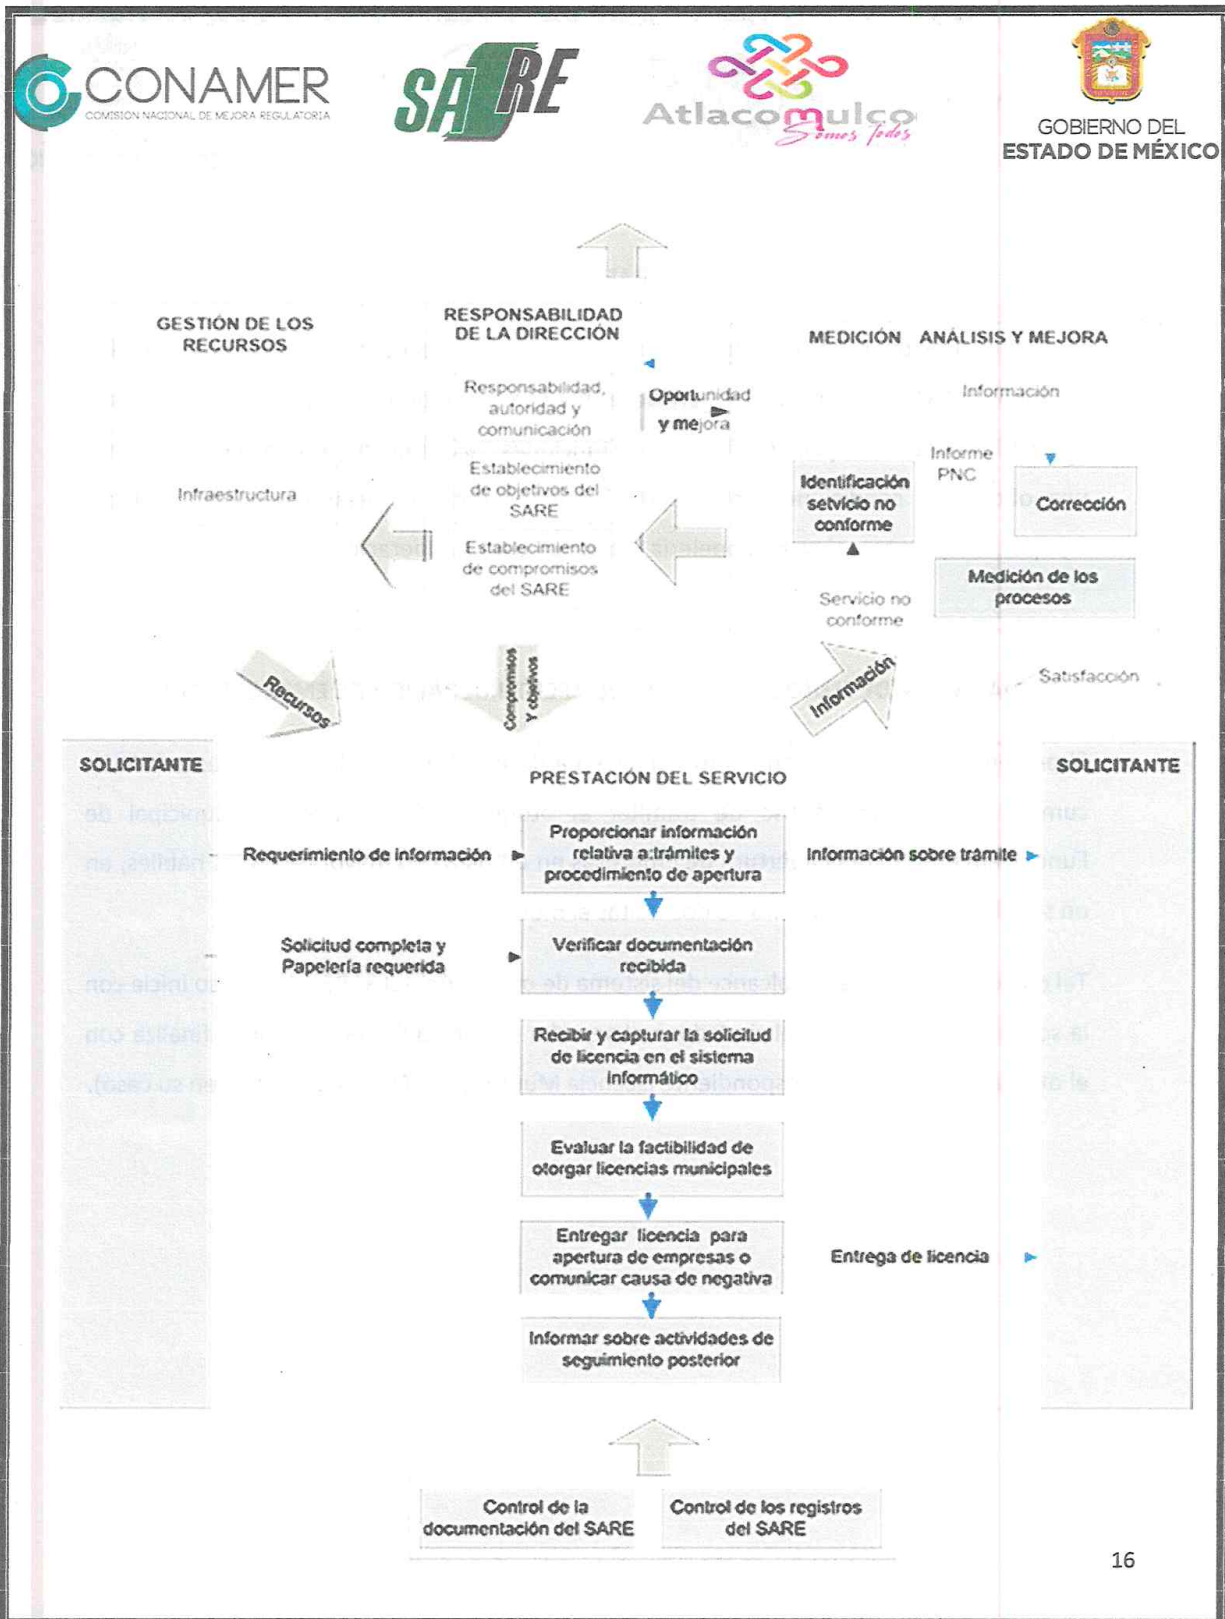 CONAMER
COMISIÓN NACIONAL DE MEJORA REGULATORIA
SARE
Atlacomulco
Somos Todos
GOBIERNO DEL
ESTADO DE MÉXICO
GESTIÓN DE LOS
RECURSOS
RESPONSABILIDAD
DE LA DIRECCIÓN
MEDICIÓN ANÁLISIS Y MEJORA
Responsabilidad,
autoridad y
comunicación
Oportunidad
y mejora
Información
Establecimiento
de objetivos del
SARE
Informe
PNC
Infraestructura
Identificación
setvicio no
conforme
Corrección
Establecimiento
de compromisos
del SARE
Medición de los
procesos
Servicio no
conforme
Recursos
Compromisos
Y objetivos
Información
Satisfacción
SOLICITANTE
PRESTACIÓN DEL SERVICIO
SOLICITANTE
Requerimiento de información
Proporcionar información
relativa a:trámites y
procedimiento de apertura
Información sobre trámite
Solicitud completa y
Papelería requerida
Verificar documentación
recibida
Recibir y capturar la solicitud
de licencia en el sistema
informático
Evaluar la factibilidad de
otorgar licencias municipales
Entregar licencia para
apertura de empresas o
comunicar causa de negativa
Entrega de licencia
Informar sobre actividades de
seguimiento posterior
Control de la
documentación del SARE
Control de los registros
del SARE
16